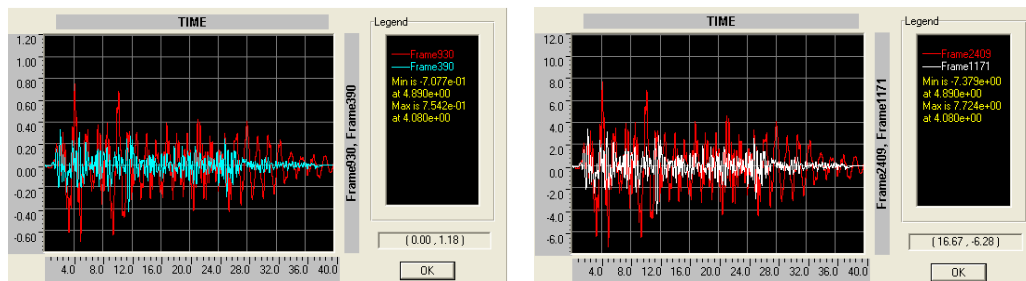 TIME
1.20
1.00
0.80
0.60
0.40
0.20
0.00
-0.20
-0.40
-0.60
4.0 8.0 12.0 16.0 20.0 24.0 28.0 32.0 36.0 40.0
Frame930, Frame390
Legend
Frame930
Frame390
Min is -7.077e-01
at 4.890e+00
Max is 7.542e-01
at 4.080e+00
( 0.00 , 1.18 )
OK
TIME
12.0
10.0
8.0
6.0
4.0
2.0
0.0
-2.0
-4.0
-6.0
4.0 8.0 12.0 16.0 20.0 24.0 28.0 32.0 36.0 40.0
Frame2409, Frame1171
Legend
Frame2409
Frame1171
Min is -7.379e+00
at 4.890e+00
Max is 7.724e+00
at 4.080e+00
( 16.67 , -6.28 )
OK